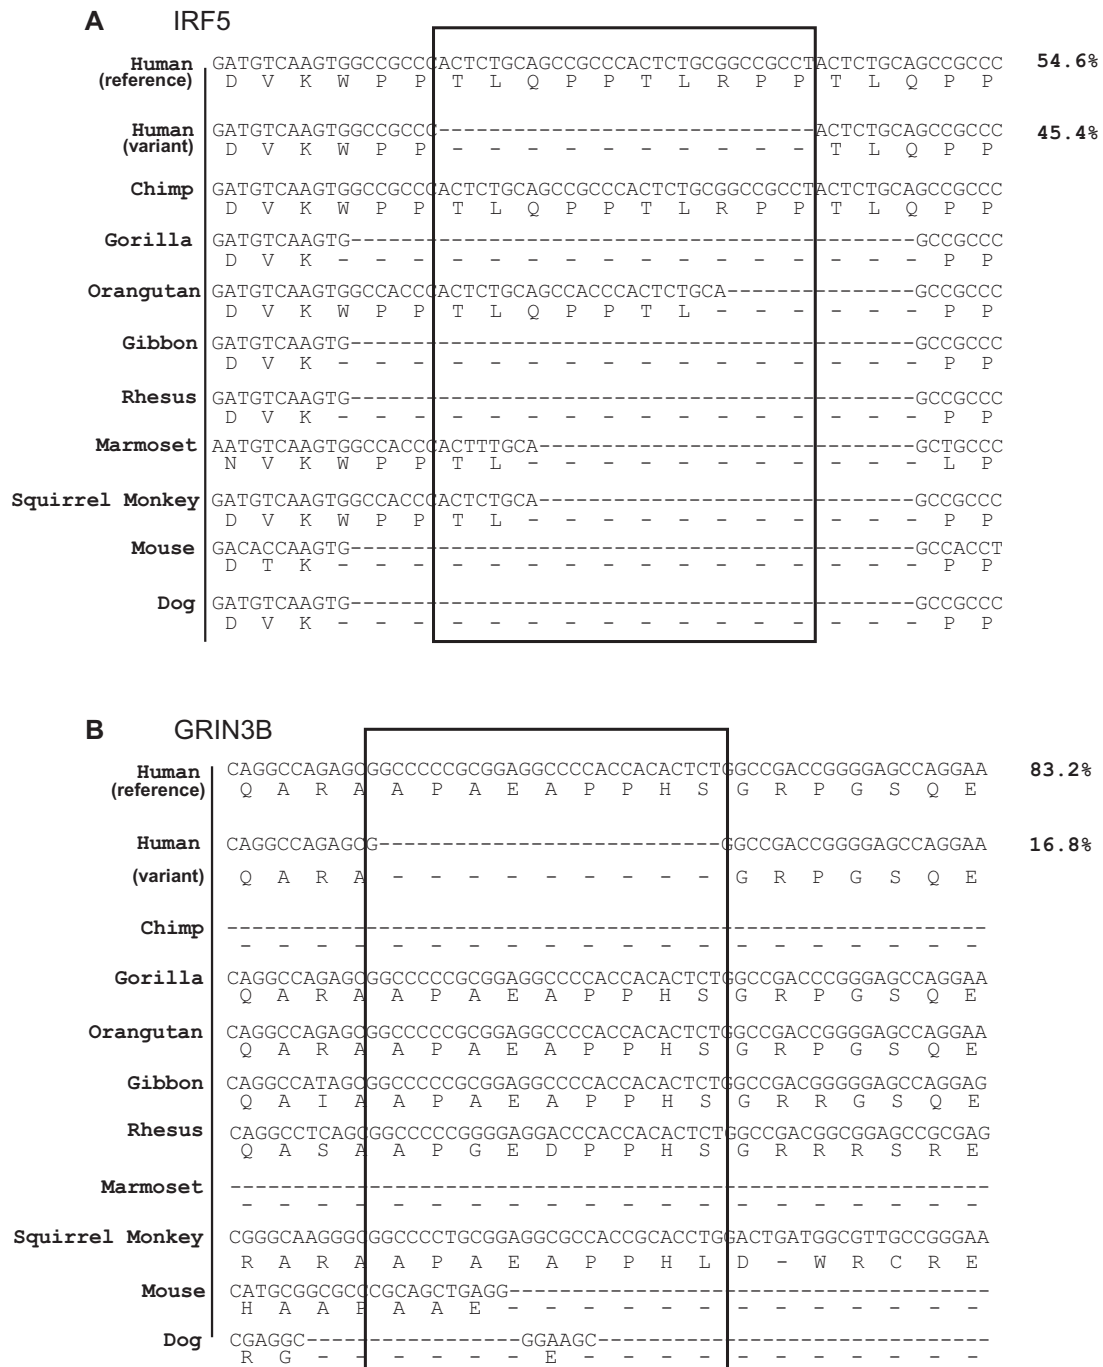 A IRF5
Human GATGTCAAGTGGCCGCCCACTCTGCAGCCGCCCACTCTGCGGCCGCCTACTCTGCAGCCGCCC 54.6%
(reference) D V K W P P T L Q P P T L R P P T L Q P P
Human GATGTCAAGTGGCCGCCC------------------------------ACTCTGCAGCCGCCC 45.4%
(variant) D V K W P P - - - - - - - - - - T L Q P P
Chimp GATGTCAAGTGGCCGCCCACTCTGCAGCCGCCCACTCTGCGGCCGCCTACTCTGCAGCCGCCC
D V K W P P T L Q P P T L R P P T L Q P P
Gorilla GATGTCAAGTG---------------------------------------------GCCGCCC
D V K - - - - - - - - - - - - - - - - P P
Orangutan GATGTCAAGTGGCCACCCACTCTGCAGCCACCCACTCTGCA---------------GCCGCCC
D V K W P P T L Q P P T L - - - - - - P P
Gibbon GATGTCAAGTG---------------------------------------------GCCGCCC
D V K - - - - - - - - - - - - - - - - P P
Rhesus GATGTCAAGTG---------------------------------------------GCCGCCC
D V K - - - - - - - - - - - - - - - - P P
Marmoset AATGTCAAGTGGCCACCCACTTTGCA------------------------------GCTGCCC
N V K W P P T L - - - - - - - - - - - L P
Squirrel Monkey GATGTCAAGTGGCCACCCACTCTGCA------------------------------GCCGCCC
D V K W P P T L - - - - - - - - - - - P P
Mouse GACACCAAGTG---------------------------------------------GCCACCT
D T K - - - - - - - - - - - - - - - - P P
Dog GATGTCAAGTG---------------------------------------------GCCGCCC
D V K - - - - - - - - - - - - - - - - P P
B GRIN3B
Human CAGGCCAGAGCGGCCCCCGCGGAGGCCCCACCACACTCTGGCCGACCGGGGAGCCAGGAA 83.2%
(reference) Q A R A A P A E A P P H S G R P G S Q E
Human CAGGCCAGAGCG---------------------------GGCCGACCGGGGAGCCAGGAA 16.8%
(variant) Q A R A - - - - - - - - - G R P G S Q E
Chimp ------------------------------------------------------------
- - - - - - - - - - - - - - - - - - - -
Gorilla CAGGCCAGAGCGGCCCCCGCGGAGGCCCCACCACACTCTGGCCGACCCGGGAGCCAGGAA
Q A R A A P A E A P P H S G R P G S Q E
Orangutan CAGGCCAGAGCGGCCCCCGCGGAGGCCCCACCACACTCTGGCCGACCGGGGAGCCAGGAA
Q A R A A P A E A P P H S G R P G S Q E
Gibbon CAGGCCATAGCGGCCCCCGCGGAGGCCCCACCACACTCTGGCCGACGGGGGAGCCAGGAG
Q A I A A P A E A P P H S G R R G S Q E
Rhesus CAGGCCTCAGCGGCCCCCGGGGAGGACCCACCACACTCTGGCCGACGGCGGAGCCGCGAG
Q A S A A P G E D P P H S G R R R S R E
Marmoset ------------------------------------------------------------
- - - - - - - - - - - - - - - - - - - -
Squirrel Monkey CGGGCAAGGGCGGCCCCTGCGGAGGCGCCACCGCACCTGGACTGATGGCGTTGCCGGGAA
R A R A A P A E A P P H L D - W R C R E
Mouse CATGCGGCGCCCGCAGCTGAGG--------------------------------------
H A A P A A E - - - - - - - - - - - - -
Dog CGAGGC-----------------GGAAGC-------------------------------
R G - - - - - - E - - - - - - - - - - -